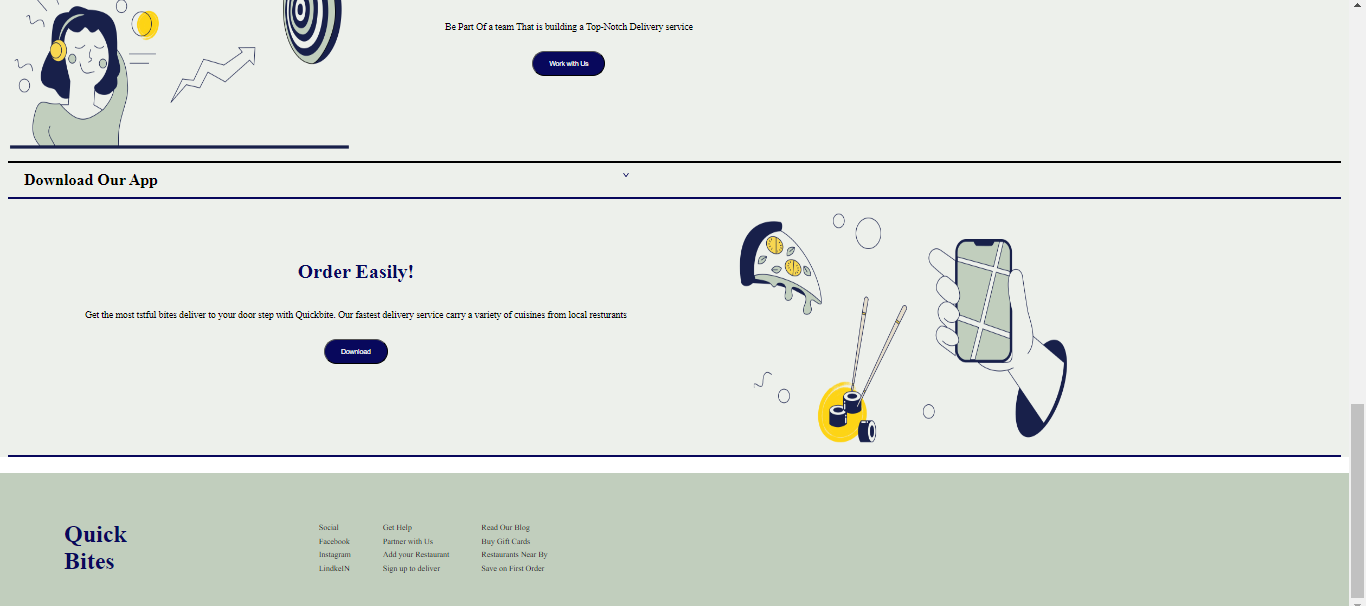 Be Part Of a team That is building a Top-Notch Delivery service
Work with Us
Download Our App
Order Easily!
Get the most tstful bites deliver to your door step with Quickbite. Our fastest delivery service carry a variety of cuisines from local resturants
Download
Quick
Bites
Social
Facebook
Instagram
LindkeIN
Get Help
Partner with Us
Add your Restaurant
Sign up to deliver
Read Our Blog
Buy Gift Cards
Restaurants Near By
Save on First Order